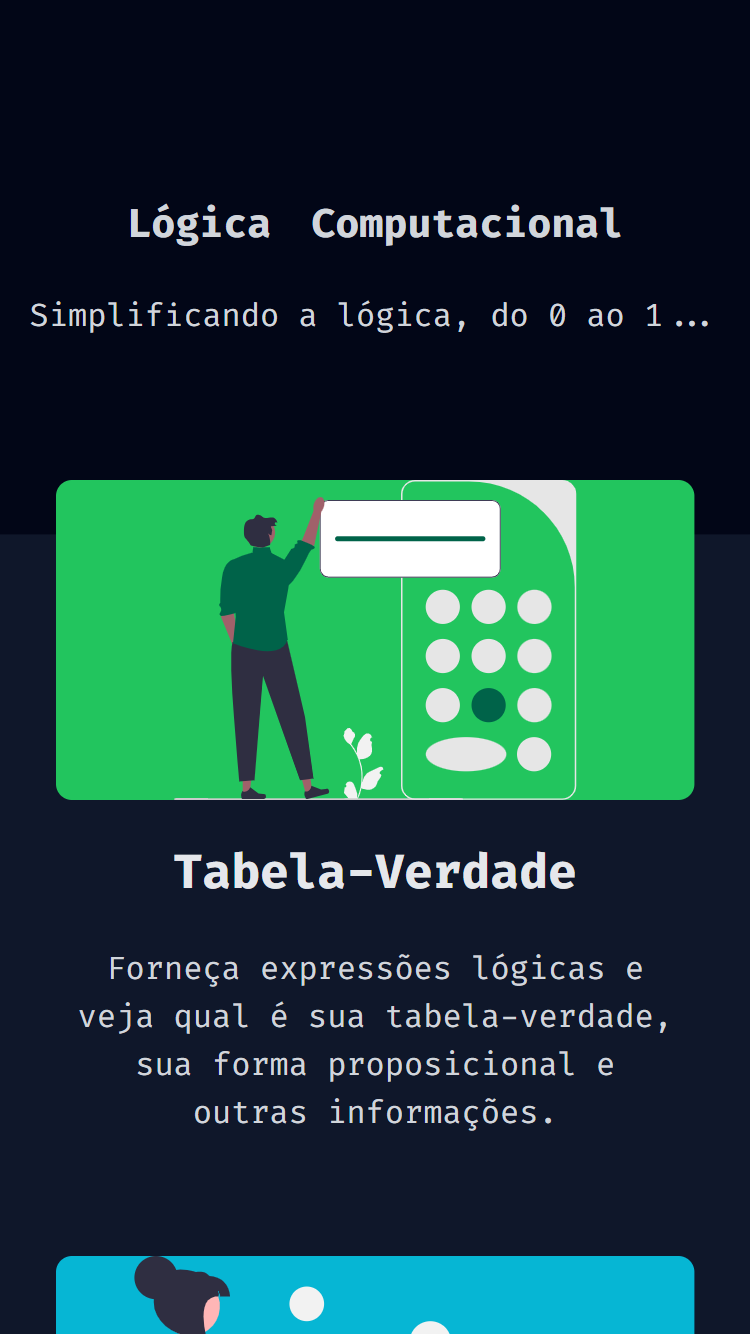 Lógica Computacional
Simplificando a lógica, do 0 ao 1...
Tabela-Verdade
Forneça expressões lógicas e
veja qual é sua tabela-verdade,
sua forma proposicional e
outras informações.